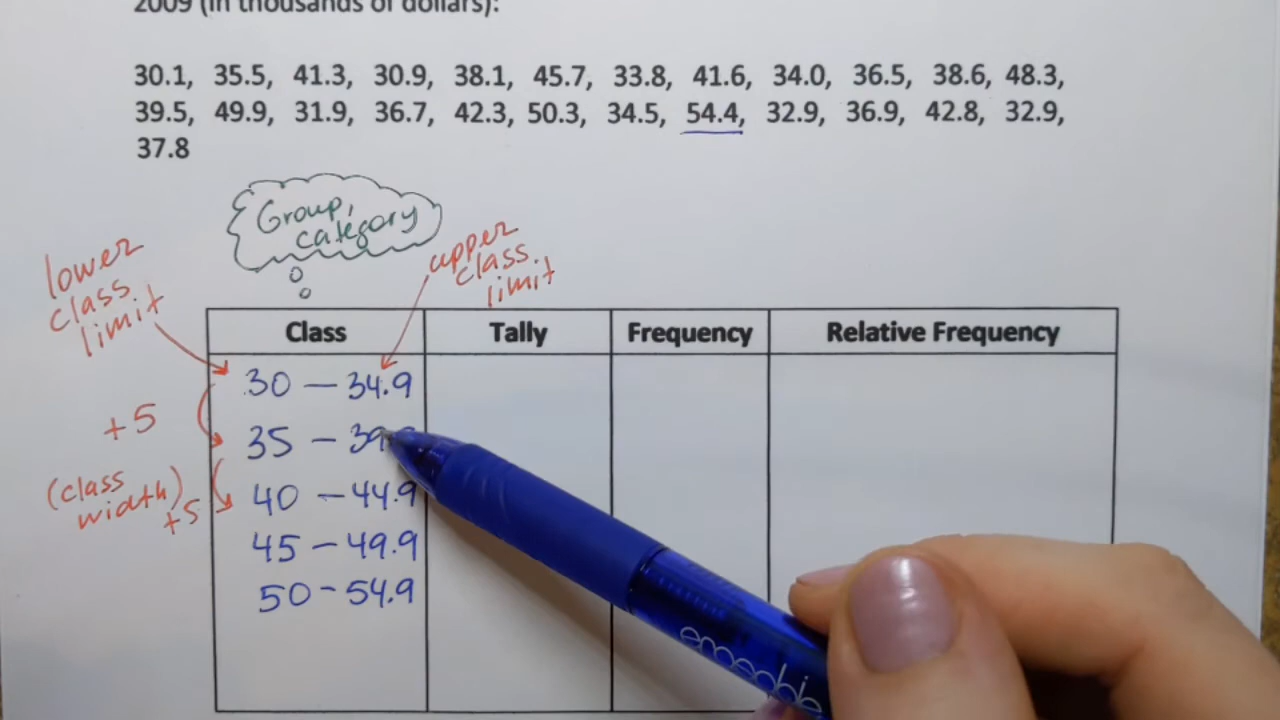 2009 (in thousands of dollars):
30.1, 35.5, 41.3, 30.9, 38.1, 45.7, 33.8, 41.6, 34.0, 36.5, 38.6, 48.3,
39.5, 49.9, 31.9, 36.7, 42.3, 50.3, 34.5, 54.4, 32.9, 36.9, 42.8, 32.9,
37.8
Group,
category
lower
class
limit
upper
class
limit
Class Tally Frequency Relative Frequency
30 – 34.9
+5
35 –
(class
width)
+5
40 – 44.9
45 – 49.9
50 – 54.9